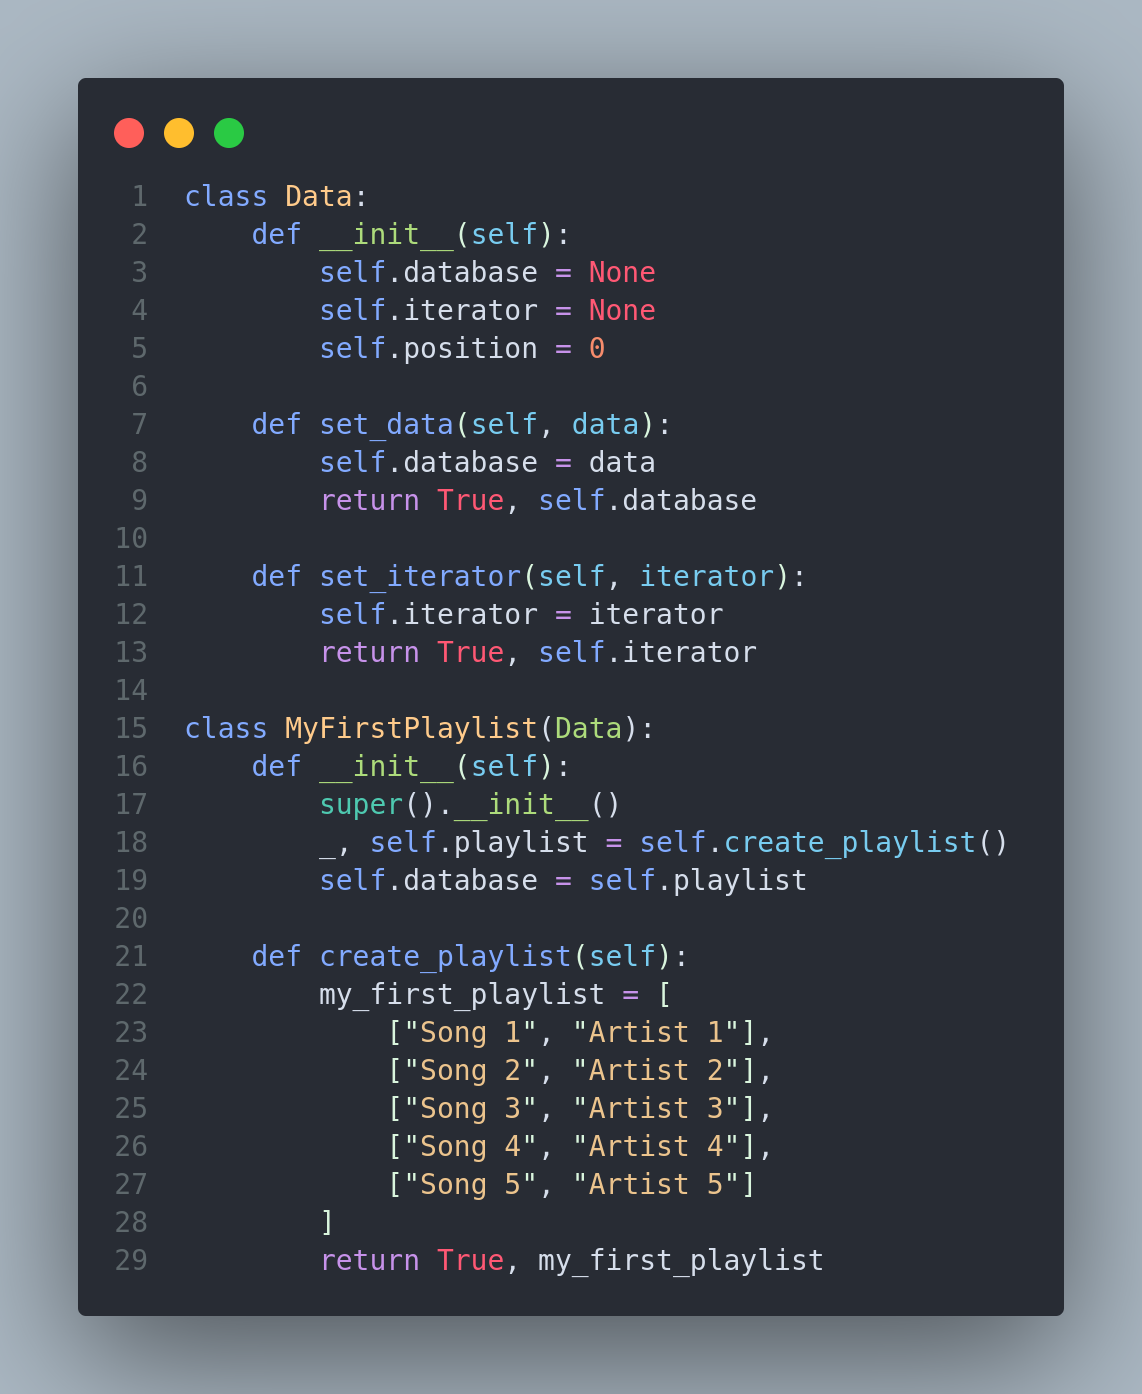 1 class Data:
2     def __init__(self):
3         self.database = None
4         self.iterator = None
5         self.position = 0
6
7     def set_data(self, data):
8         self.database = data
9         return True, self.database
10
11     def set_iterator(self, iterator):
12         self.iterator = iterator
13         return True, self.iterator
14
15 class MyFirstPlaylist(Data):
16     def __init__(self):
17         super().__init__()
18         _, self.playlist = self.create_playlist()
19         self.database = self.playlist
20
21     def create_playlist(self):
22         my_first_playlist = [
23             ["Song 1", "Artist 1"],
24             ["Song 2", "Artist 2"],
25             ["Song 3", "Artist 3"],
26             ["Song 4", "Artist 4"],
27             ["Song 5", "Artist 5"]
28         ]
29         return True, my_first_playlist